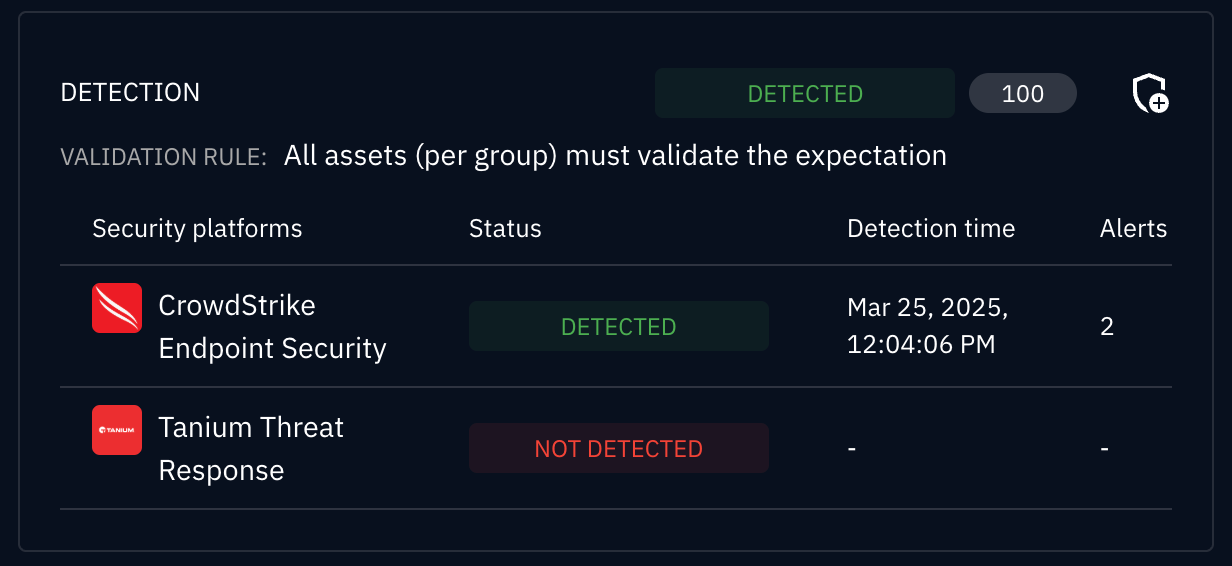 DETECTION DETECTED 100
VALIDATION RULE: All assets (per group) must validate the expectation
Security platforms Status Detection time Alerts
CrowdStrike
Endpoint Security
DETECTED
Mar 25, 2025,
12:04:06 PM
2
TANIUM
Tanium Threat
Response
NOT DETECTED
-
-